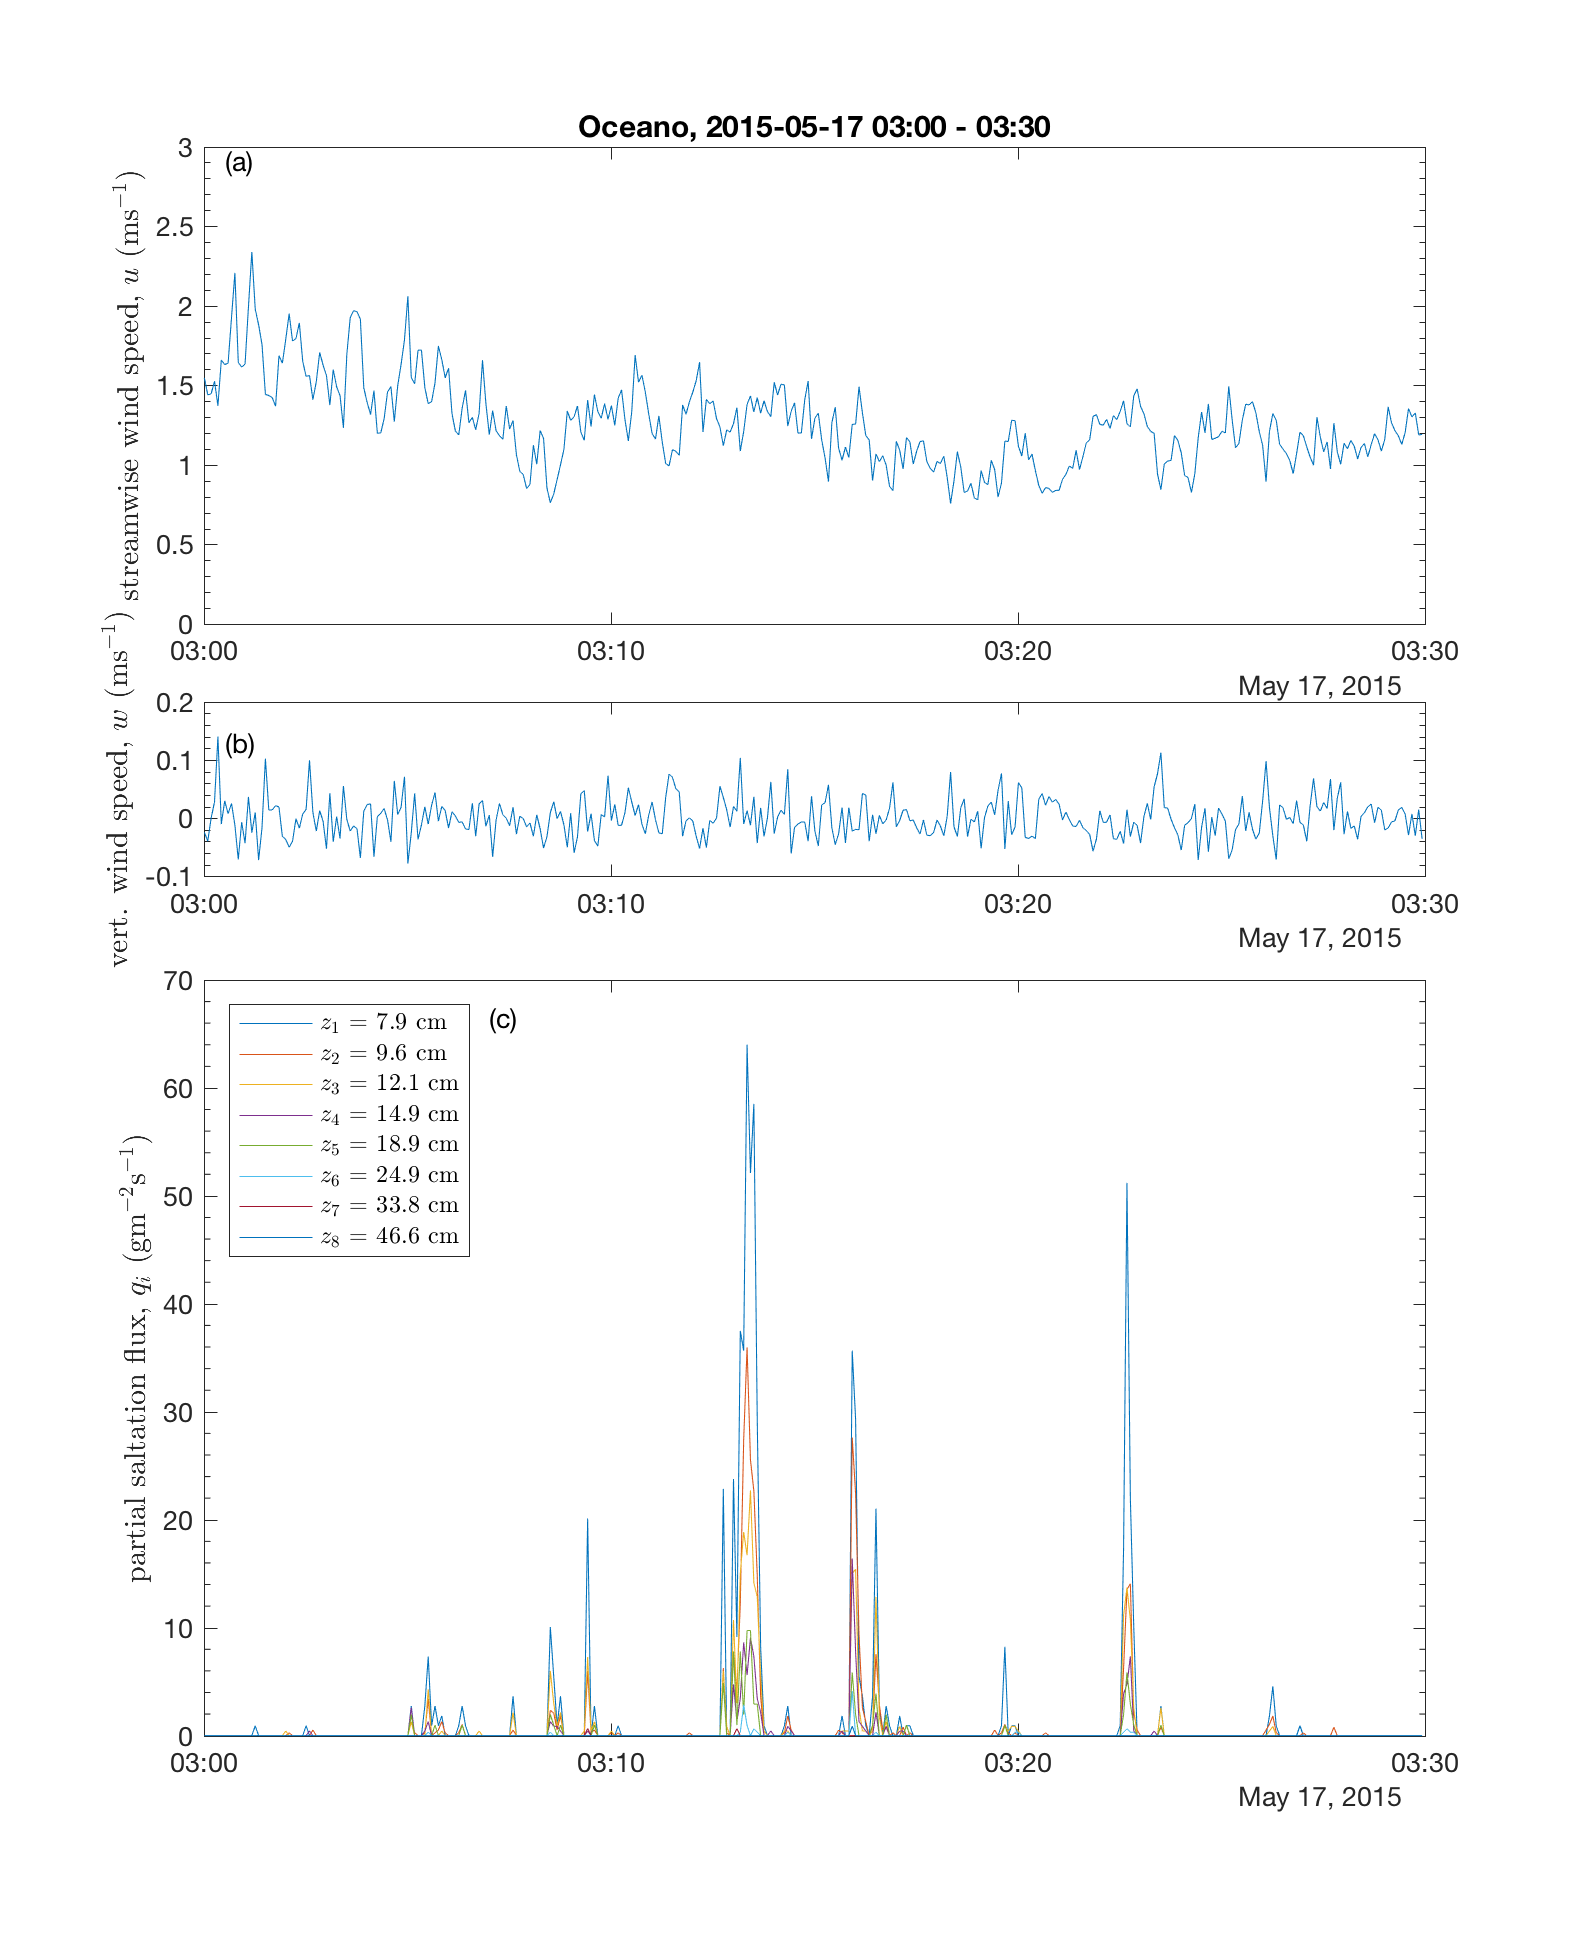 Oceano, 2015-05-17 03:00 - 03:30
(a)
streamwise wind speed, u (ms⁻¹)
3
2.5
2
1.5
1
0.5
0
03:00 03:10 03:20 03:30
May 17, 2015
(b)
vert. wind speed, w (ms⁻¹)
0.2
0.1
0
-0.1
03:00 03:10 03:20 03:30
May 17, 2015
(c)
partial saltation flux, qᵢ (gm⁻²s⁻¹)
70
60
50
40
30
20
10
0
z₁ = 7.9 cm
z₂ = 9.6 cm
z₃ = 12.1 cm
z₄ = 14.9 cm
z₅ = 18.9 cm
z₆ = 24.9 cm
z₇ = 33.8 cm
z₈ = 46.6 cm
03:00 03:10 03:20 03:30
May 17, 2015